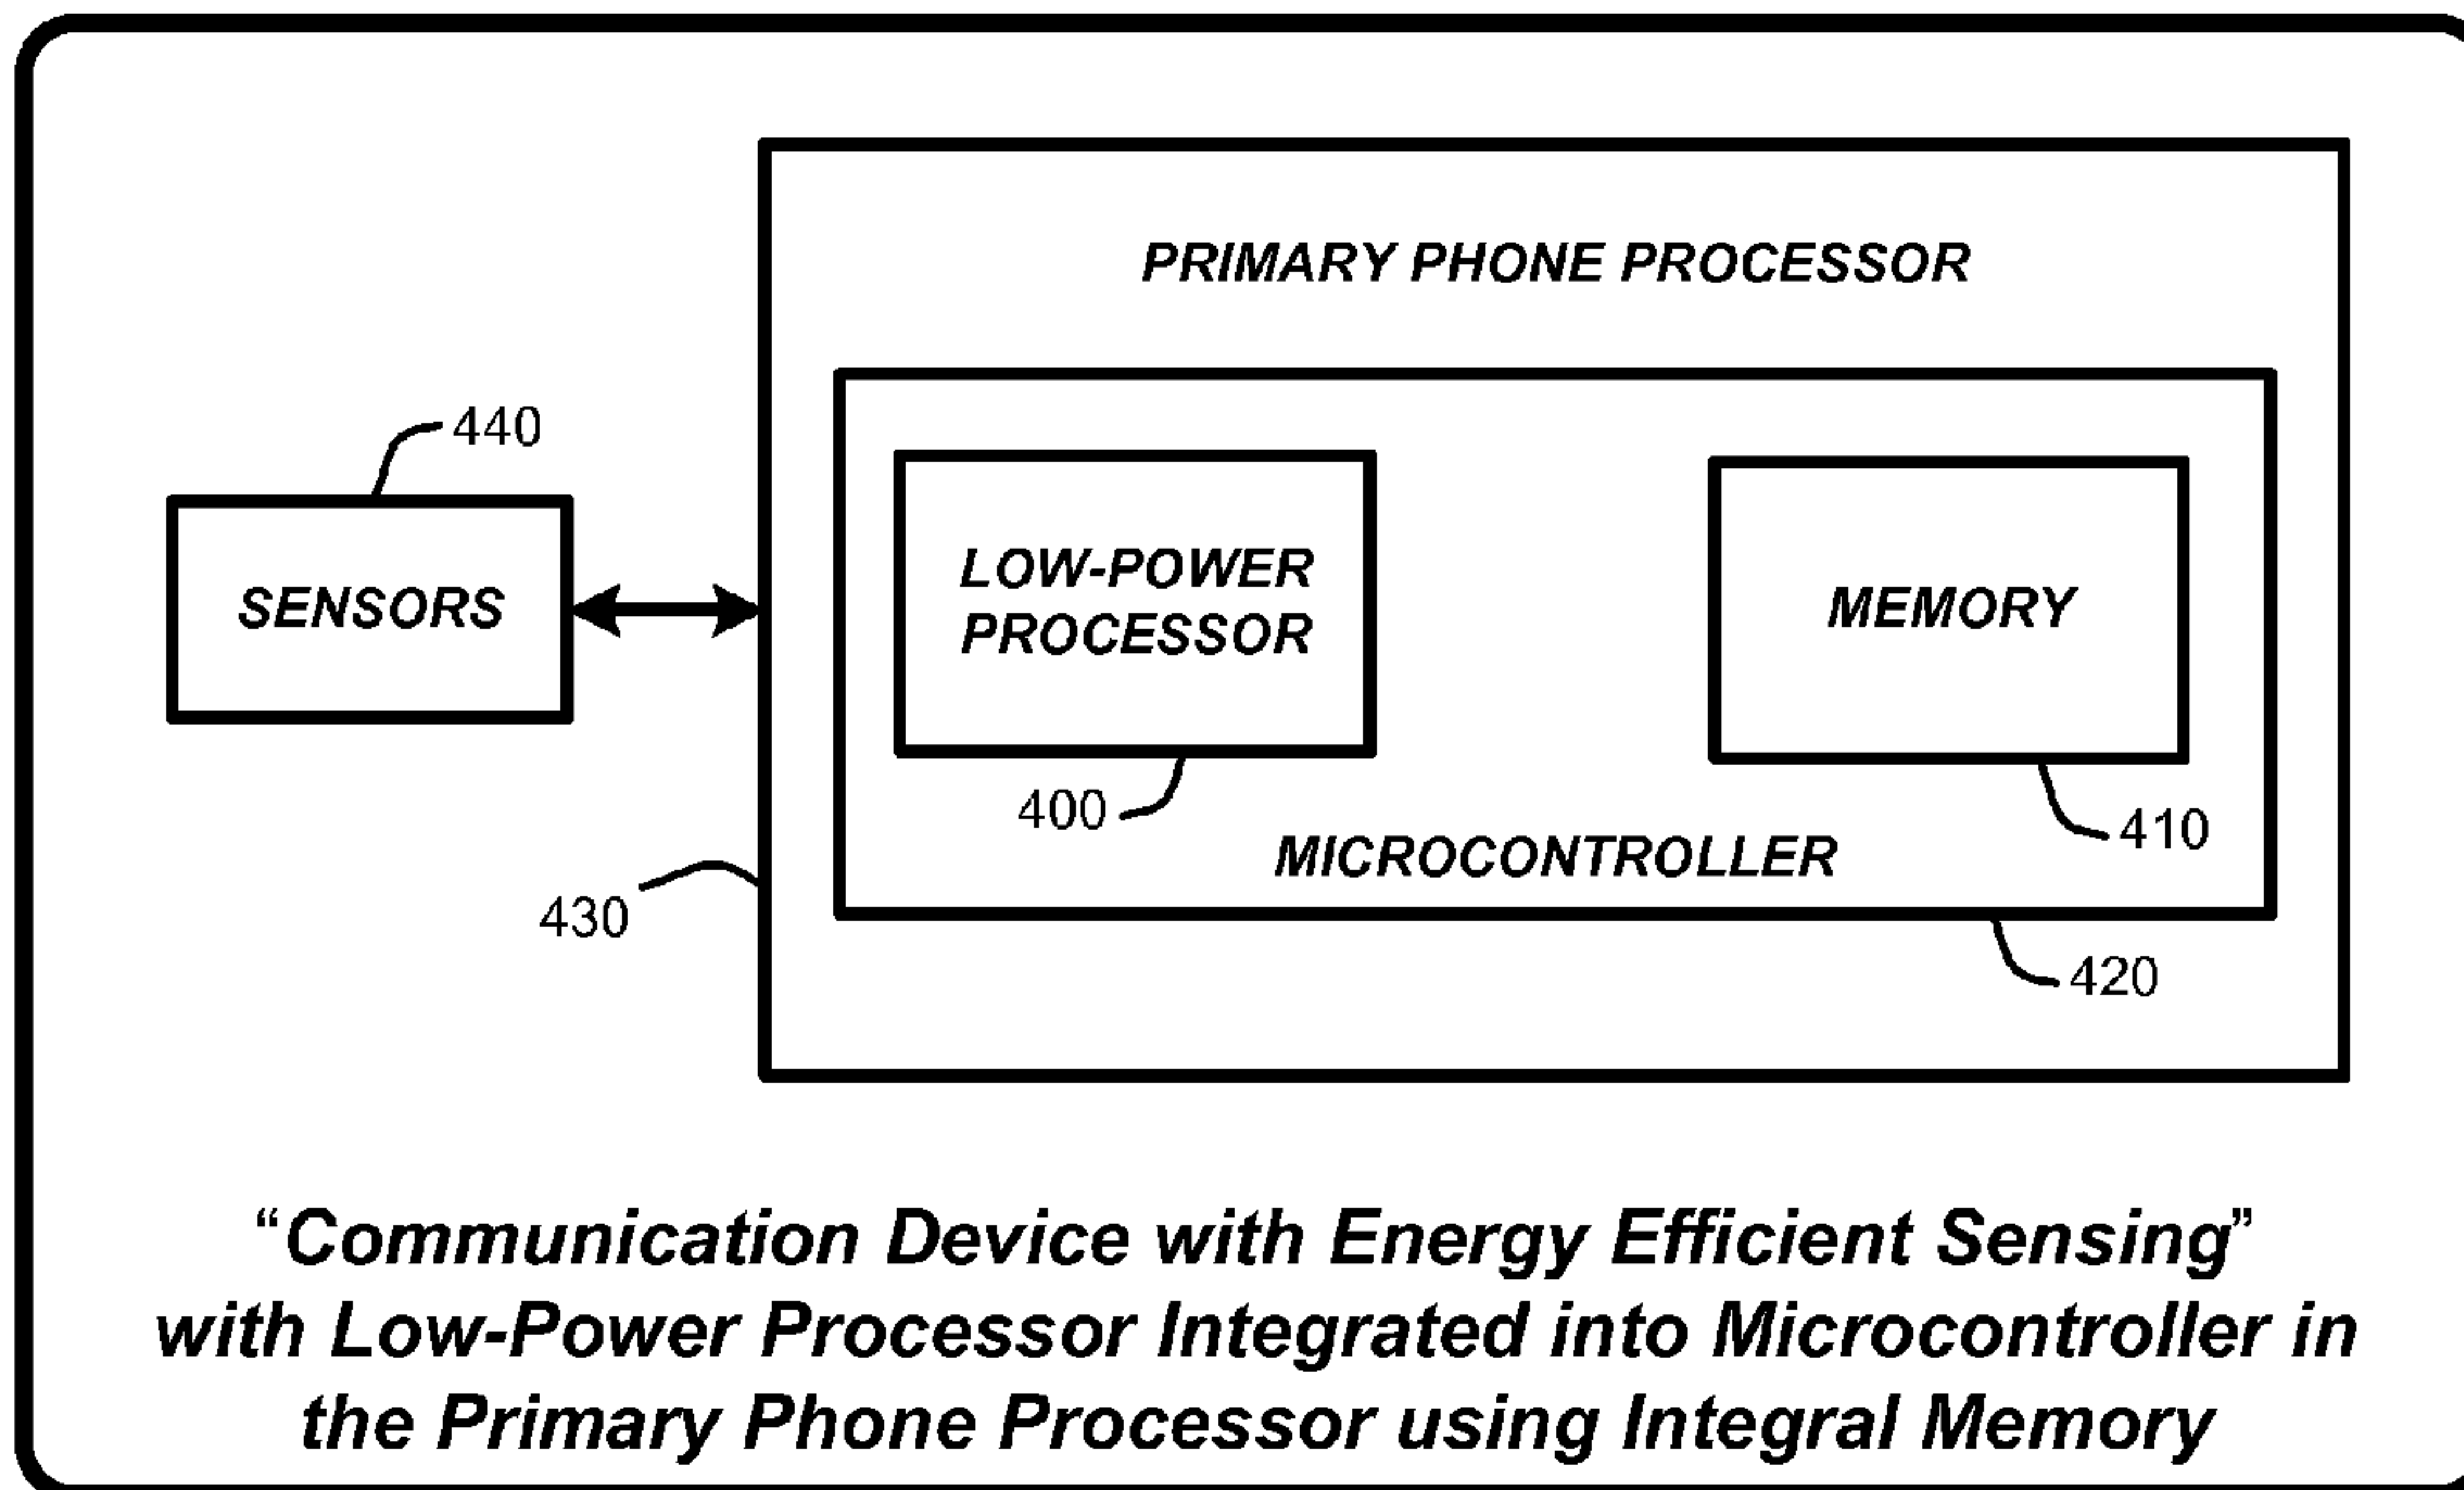 PRIMARY PHONE PROCESSOR
440
SENSORS
LOW-POWER
PROCESSOR
MEMORY
400
410
MICROCONTROLLER
430
420
“Communication Device with Energy Efficient Sensing”
with Low-Power Processor Integrated into Microcontroller in
the Primary Phone Processor using Integral Memory